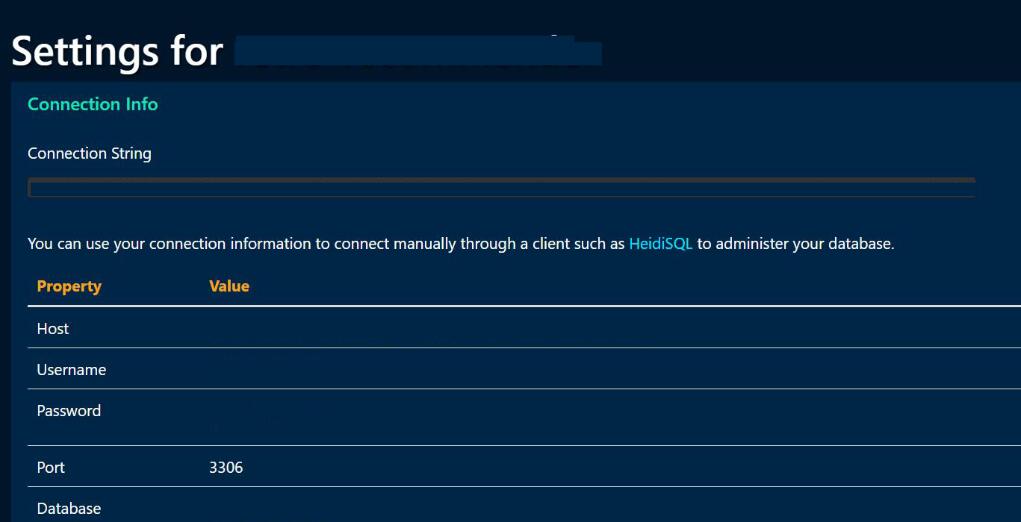 Settings for
Connection Info
Connection String
You can use your connection information to connect manually through a client such as HeidiSQL to administer your database.
Property Value
Host
Username
Password
Port 3306
Database